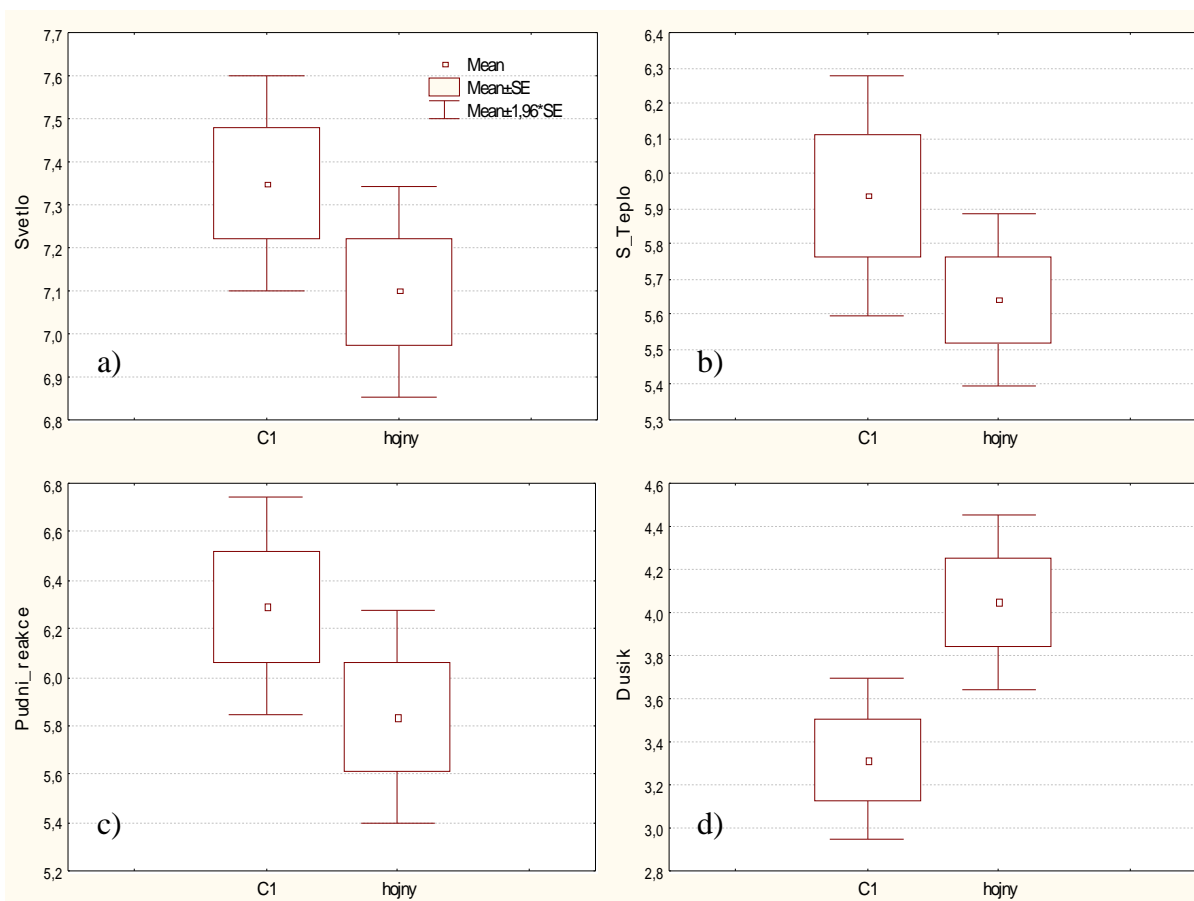 7,7
7,6
7,5
7,4
7,3
7,2
7,1
7,0
6,9
6,8
Svetlo
Mean
Mean±SE
Mean±1,96*SE
a)
C1 hojny
6,4
6,3
6,2
6,1
6,0
5,9
5,8
5,7
5,6
5,5
5,4
5,3
S_Teplo
b)
C1 hojny
6,8
6,6
6,4
6,2
6,0
5,8
5,6
5,4
5,2
Pudni_reakce
c)
C1 hojny
4,6
4,4
4,2
4,0
3,8
3,6
3,4
3,2
3,0
2,8
Dusik
d)
C1 hojny